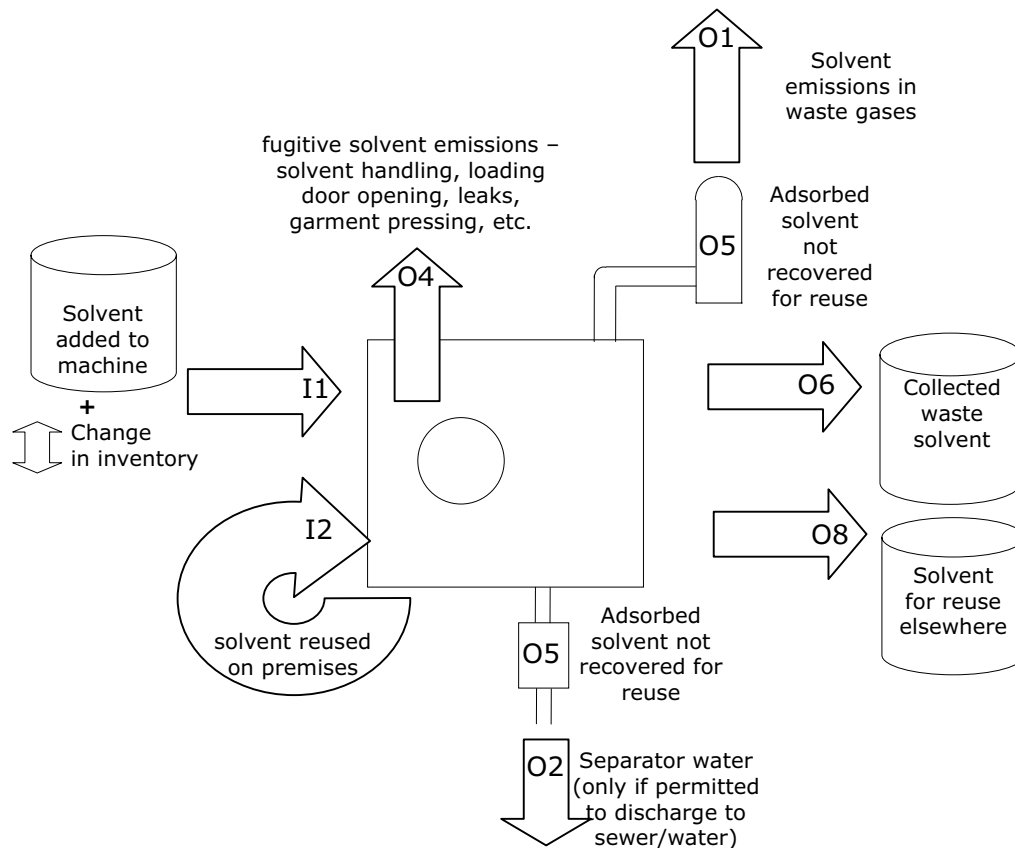 O1
Solvent
emissions in
waste gases
fugitive solvent emissions –
solvent handling, loading
door opening, leaks,
garment pressing, etc.
Adsorbed
solvent
not
recovered
for reuse
O5
O4
Solvent
added to
machine
+
Change
in inventory
I1
O6
Collected
waste
solvent
I2
O8
Solvent
for reuse
elsewhere
solvent reused
on premises
O5
Adsorbed
solvent not
recovered for
reuse
O2
Separator water
(only if permitted
to discharge to
sewer/water)